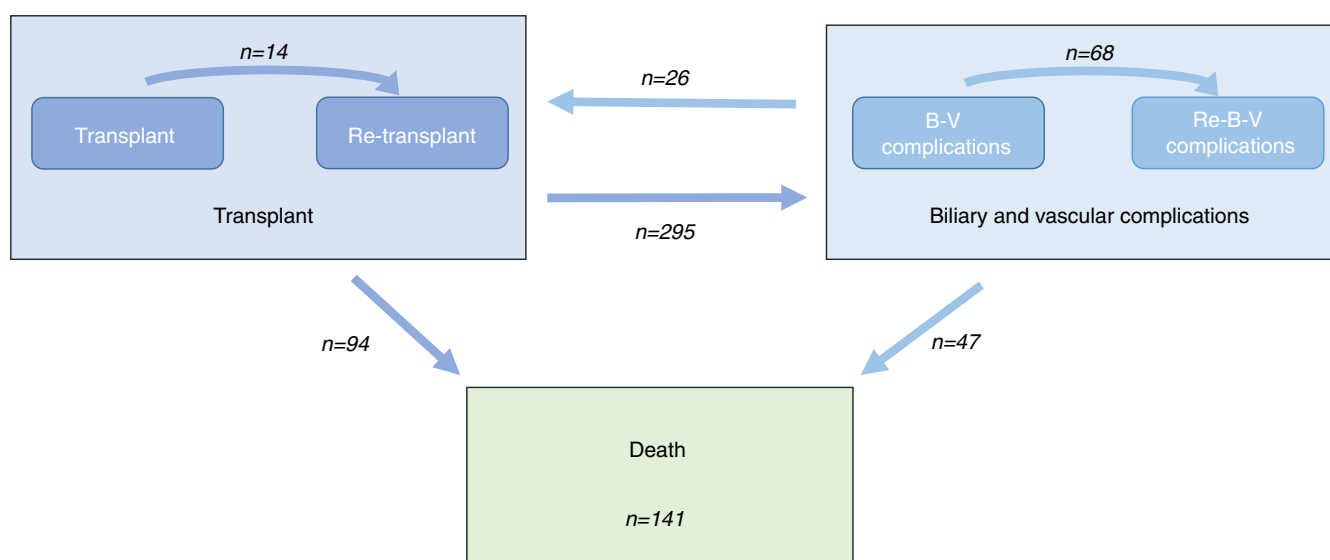 n=14
Transplant
Re-transplant
Transplant
n=26
n=295
n=68
B-V
complications
Re-B-V
complications
Biliary and vascular complications
n=94
n=47
Death
n=141